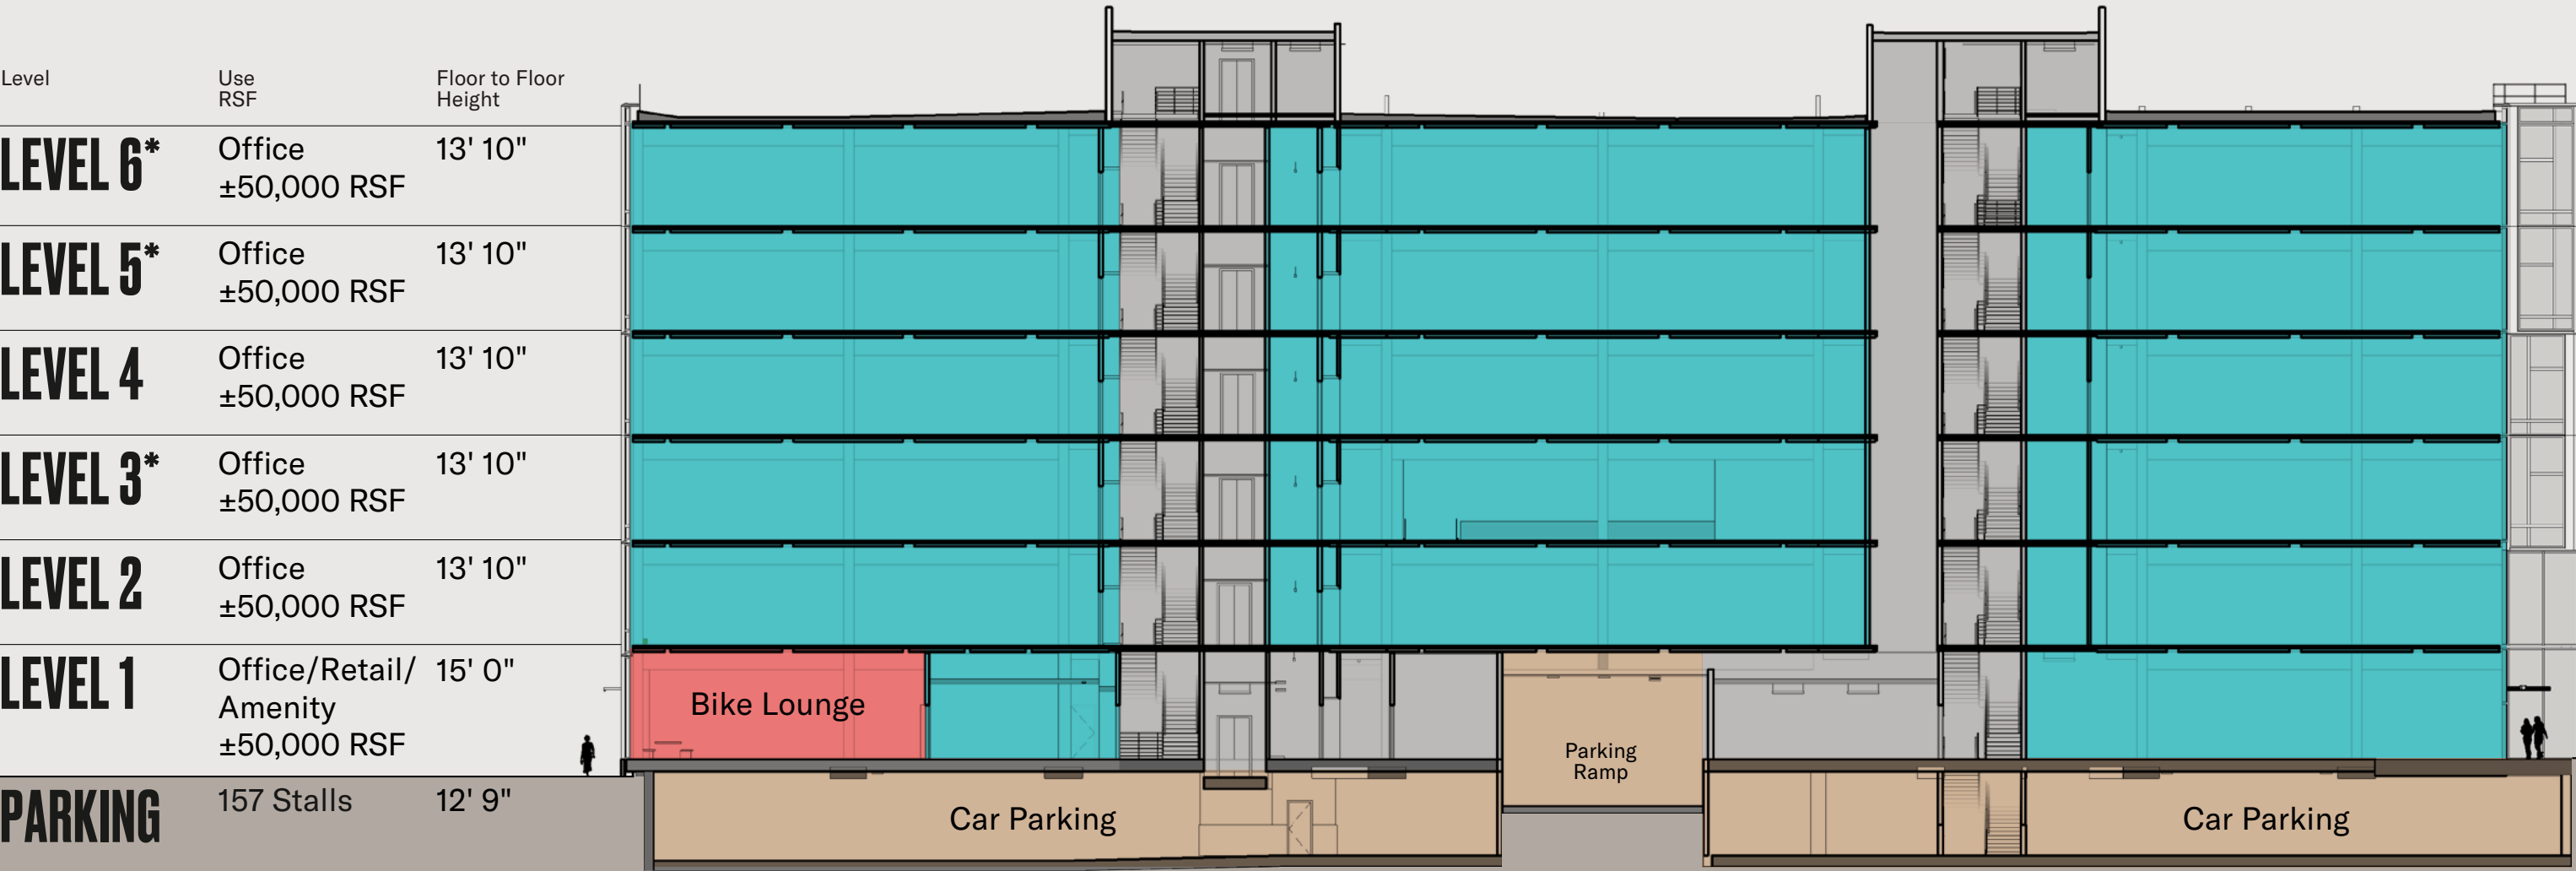 Level
Use
RSF
Floor to Floor
Height
LEVEL 6*
Office
±50,000 RSF
13' 10"
LEVEL 5*
Office
±50,000 RSF
13' 10"
LEVEL 4
Office
±50,000 RSF
13' 10"
LEVEL 3*
Office
±50,000 RSF
13' 10"
LEVEL 2
Office
±50,000 RSF
13' 10"
LEVEL 1
Office/Retail/
Amenity
±50,000 RSF
15' 0"
Bike Lounge
Parking
Ramp
PARKING
157 Stalls
12' 9"
Car Parking
Car Parking